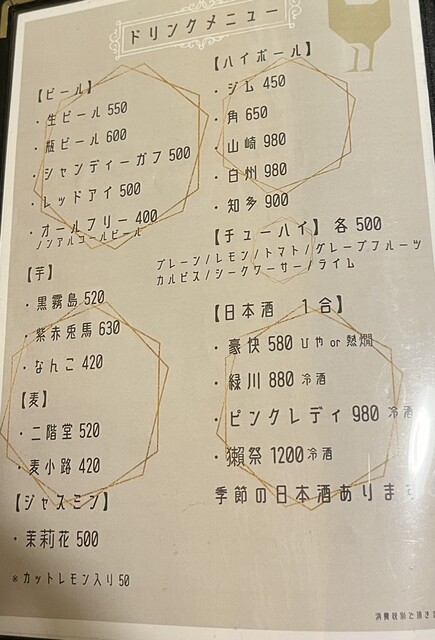 ドリンクメニュー
【ビール】
・生ビール 550
・瓶ビール 600
・シャンディーガフ 500
・レッドアイ 500
・オールフリー 400
ノンアルコールビール
【芋】
・黒霧島 520
・紫赤兎馬 630
・なんこ 420
【麦】
・二階堂 520
・麦小路 420
【ジャスミン】
・茉莉花 500
※カットレモン入り 50
【ハイボール】
・ジム 450
・角 650
・山崎 980
・白州 980
・知多 900
【チューハイ】各 500
プレーン/レモン/トマト/グレープフルーツ
カルピス/シークワーサー/ライム
【日本酒 1合】
・豪快 580 ひや or 熱燗
・緑川 880 冷酒
・ピンクレディ 980 冷酒
・獺祭 1200 冷酒
季節の日本酒あります
消費税別で頂き